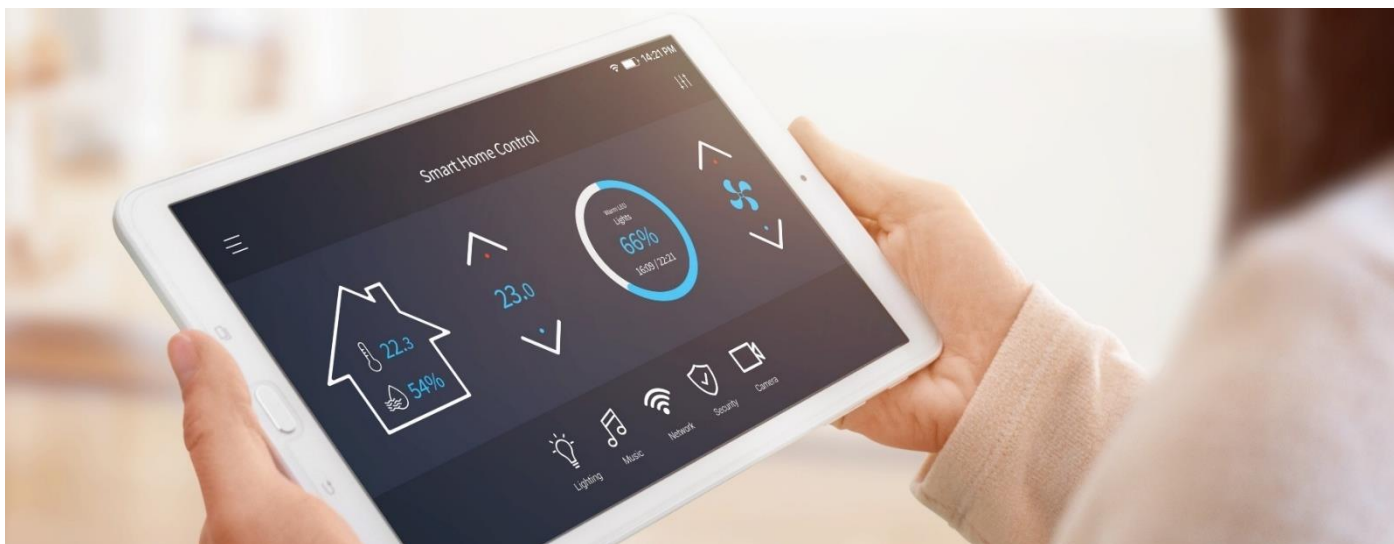 14:21 PM
Smart Home Control
22.3
54%
23.0
Warm LED
Lights
66%
16:09 / 22:21
Lighting
Music
Network
Security
Camera